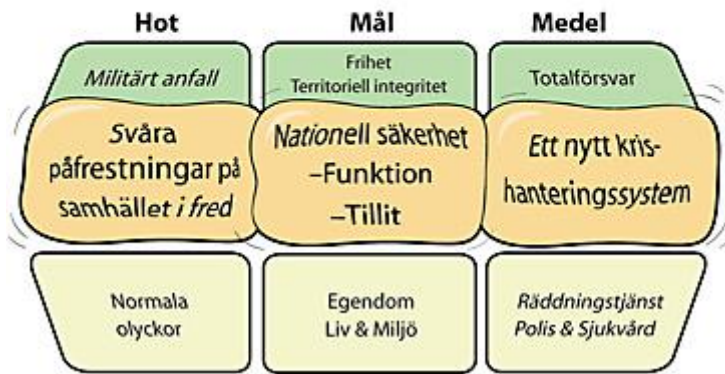 Hot
Mål
Medel
Militärt anfall
Frihet
Territoriell integritet
Totalförsvar
Svåra
påfrestningar på
samhället i fred
Nationell säkerhet
–Funktion
–Tillit
Ett nytt kris-
hanteringssystem
Normala
olyckor
Egendom
Liv & Miljö
Räddningstjänst
Polis & Sjukvård